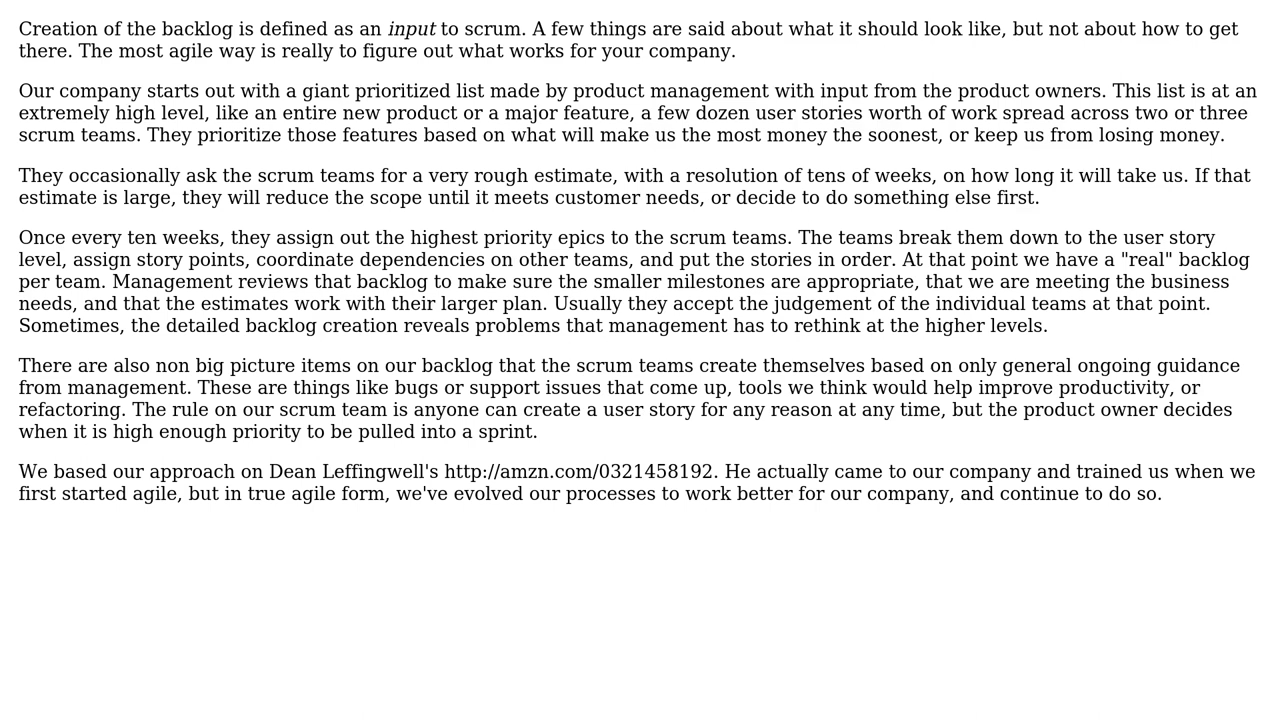 Creation of the backlog is defined as an input to scrum. A few things are said about what it should look like, but not about how to get
there. The most agile way is really to figure out what works for your company.
Our company starts out with a giant prioritized list made by product management with input from the product owners. This list is at an
extremely high level, like an entire new product or a major feature, a few dozen user stories worth of work spread across two or three
scrum teams. They prioritize those features based on what will make us the most money the soonest, or keep us from losing money.
They occasionally ask the scrum teams for a very rough estimate, with a resolution of tens of weeks, on how long it will take us. If that
estimate is large, they will reduce the scope until it meets customer needs, or decide to do something else first.
Once every ten weeks, they assign out the highest priority epics to the scrum teams. The teams break them down to the user story
level, assign story points, coordinate dependencies on other teams, and put the stories in order. At that point we have a "real" backlog
per team. Management reviews that backlog to make sure the smaller milestones are appropriate, that we are meeting the business
needs, and that the estimates work with their larger plan. Usually they accept the judgement of the individual teams at that point.
Sometimes, the detailed backlog creation reveals problems that management has to rethink at the higher levels.
There are also non big picture items on our backlog that the scrum teams create themselves based on only general ongoing guidance
from management. These are things like bugs or support issues that come up, tools we think would help improve productivity, or
refactoring. The rule on our scrum team is anyone can create a user story for any reason at any time, but the product owner decides
when it is high enough priority to be pulled into a sprint.
We based our approach on Dean Leffingwell's http://amzn.com/0321458192. He actually came to our company and trained us when we
first started agile, but in true agile form, we've evolved our processes to work better for our company, and continue to do so.